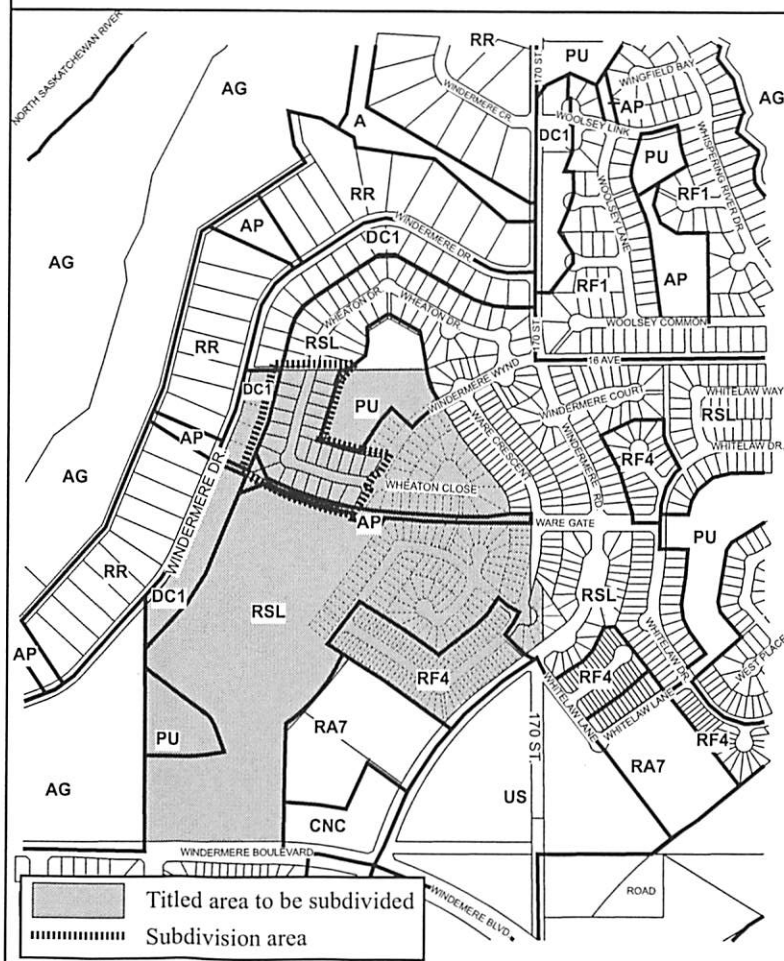 RR
170 ST
PU
WINGFIELD BAY
NORTH SASKATCHEWAN RIVER
AG
WINDERMERE CR.
AP
AG
A
DC1
WOOLSEY LINK
PU
WHISPERING RIVER DR.
RR
WOOLSEY LANE
RF1
AP
WINDERMERE DR.
DC1
AP
AG
RF1
WHEATON DR.
WHEATON DR.
170 ST
WOOLSEY COMMON
RR
RSL
16 AVE
DC1
WINDERMERE WYND
WHITELAW WAY
PU
WINDERMERE COURT
RSL
AP
WARE CRESCENT
WINDERMERE RD.
RF4
WHITELAW DR.
AG
WHEATON CLOSE
WINDERMERE DR.
AP
WARE GATE
PU
RR
DC1
RSL
RSL
AP
RF4
WHITELAW DR.
WEST PLACE
RF4
PU
RA7
WHITELAW LANE
WHITELAW LANE
170 ST.
RA7
RF4
AG
US
CNC
WINDERMERE BOULEVARD
ROAD
WINDEMERE BLVD.
Titled area to be subdivided
Subdivision area